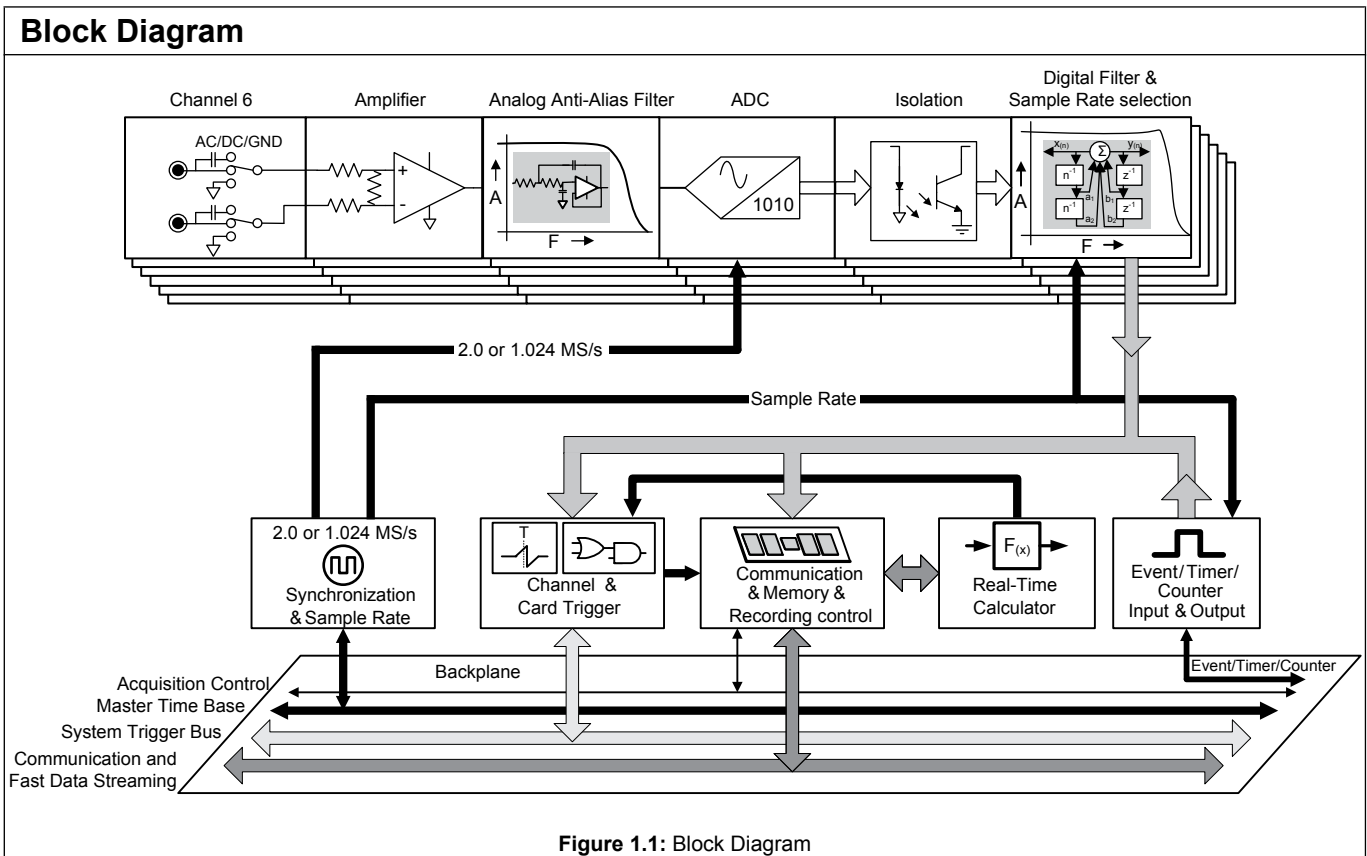 Block Diagram
Channel 6
Amplifier
Analog Anti-Alias Filter
ADC
Isolation
Digital Filter &
Sample Rate selection
AC/DC/GND
+
-
A
F
1010
A
x(n)
Σ
y(n)
n-1
z-1
a1
b1
n-1
z-1
a2
b2
F
2.0 or 1.024 MS/s
Sample Rate
2.0 or 1.024 MS/s
Synchronization
& Sample Rate
T
Channel &
Card Trigger
Communication
& Memory &
Recording control
F(x)
Real-Time
Calculator
Event/Timer/
Counter
Input & Output
Backplane
Event/Timer/Counter
Acquisition Control
Master Time Base
System Trigger Bus
Communication and
Fast Data Streaming
Figure 1.1: Block Diagram